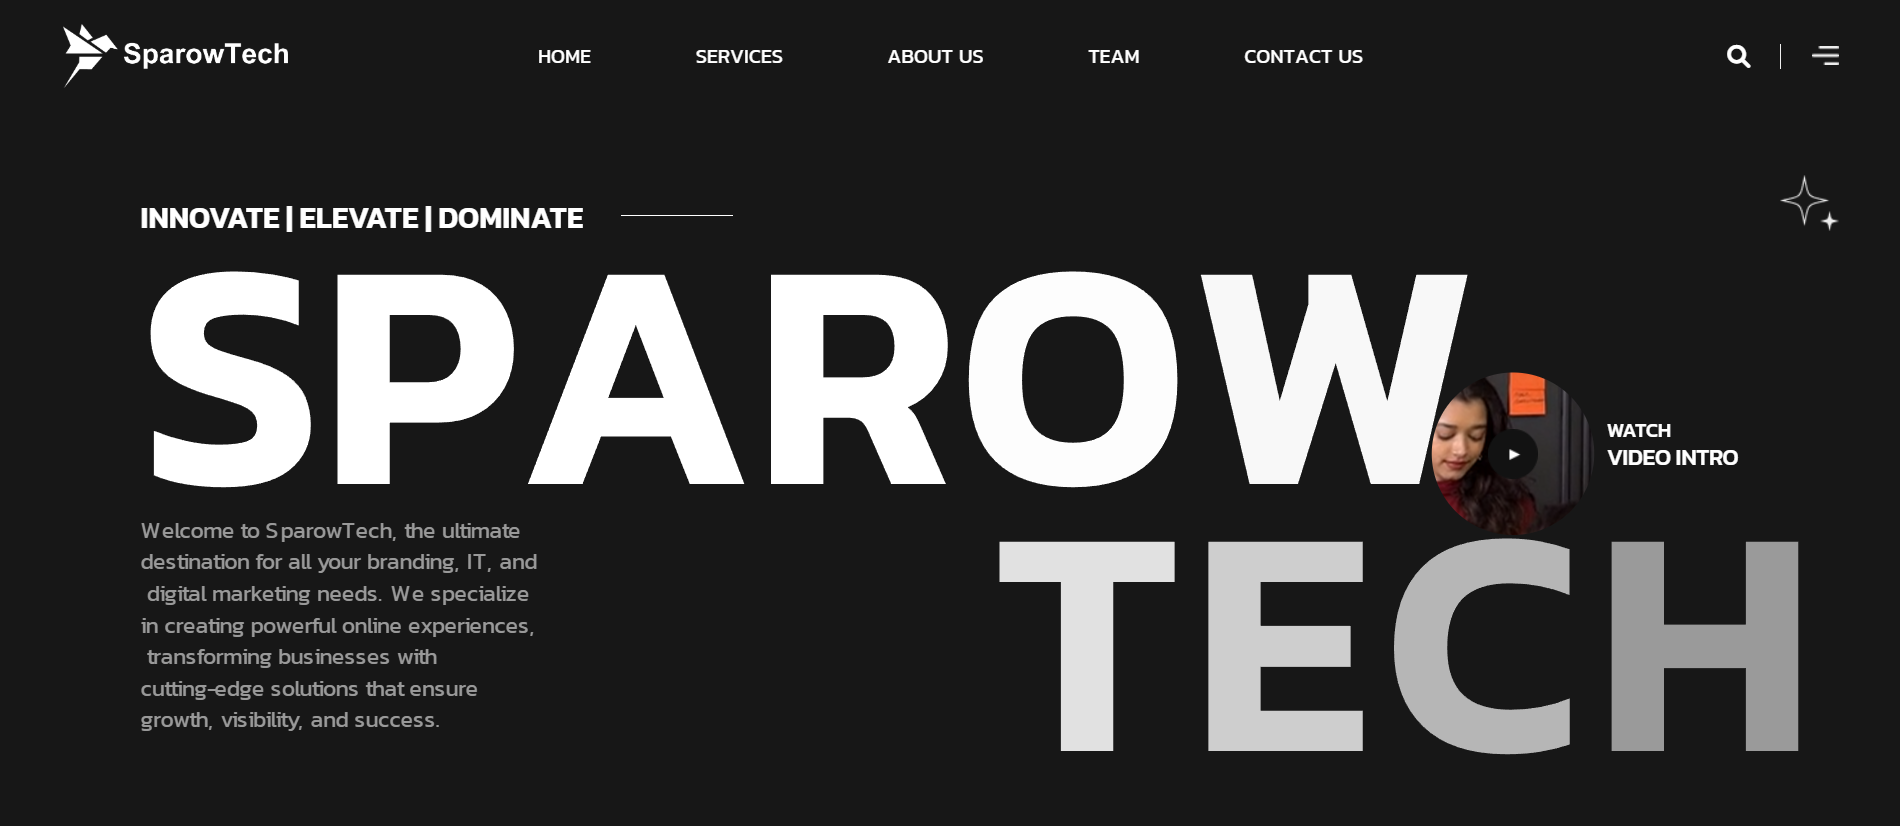 SparowTech
HOME
SERVICES
ABOUT US
TEAM
CONTACT US
INNOVATE | ELEVATE | DOMINATE
SPAROW
WATCH
VIDEO INTRO
Welcome to SparowTech, the ultimate
destination for all your branding, IT, and
digital marketing needs. We specialize
in creating powerful online experiences,
transforming businesses with
cutting-edge solutions that ensure
growth, visibility, and success.
TECH